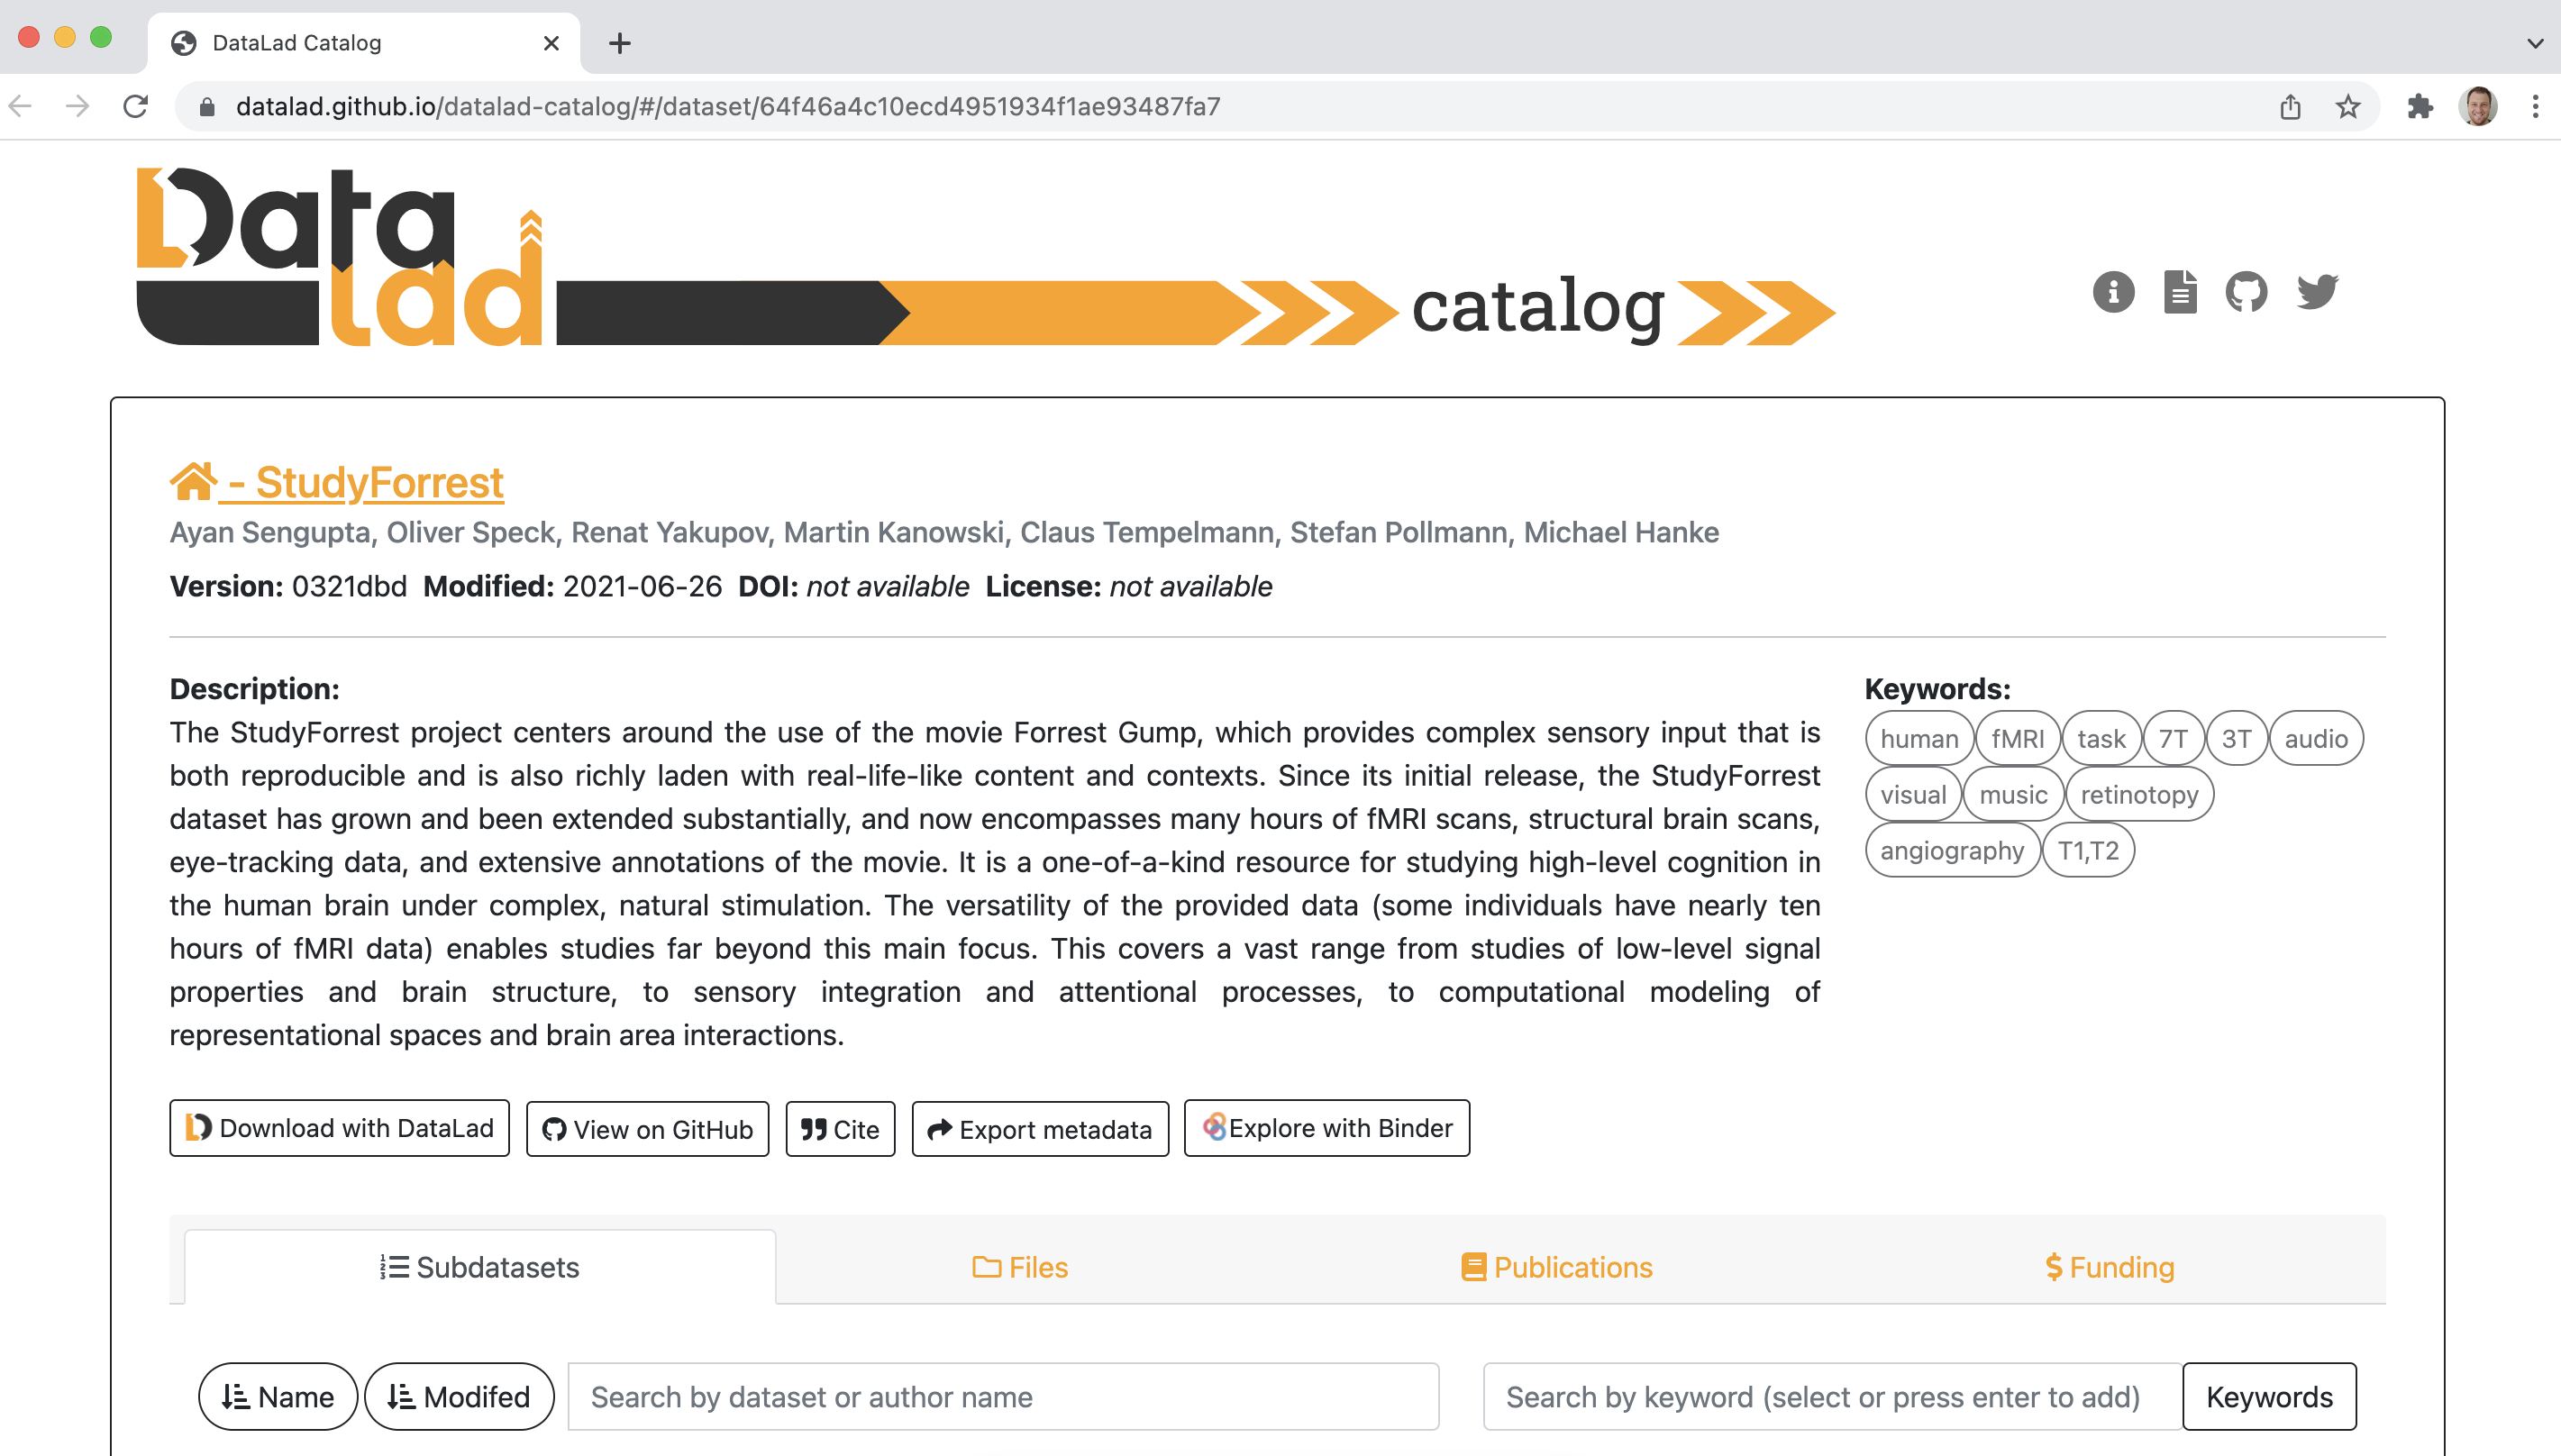 DataLad Catalog
datalad.github.io/datalad-catalog/#/dataset/64f46a4c10ecd4951934f1ae93487fa7
Data
lad
catalog
- StudyForrest
Ayan Sengupta, Oliver Speck, Renat Yakupov, Martin Kanowski, Claus Tempelmann, Stefan Pollmann, Michael Hanke
Version: 0321dbd Modified: 2021-06-26 DOI: not available License: not available
Description:
The StudyForrest project centers around the use of the movie Forrest Gump, which provides complex sensory input that is
both reproducible and is also richly laden with real-life-like content and contexts. Since its initial release, the StudyForrest
dataset has grown and been extended substantially, and now encompasses many hours of fMRI scans, structural brain scans,
eye-tracking data, and extensive annotations of the movie. It is a one-of-a-kind resource for studying high-level cognition in
the human brain under complex, natural stimulation. The versatility of the provided data (some individuals have nearly ten
hours of fMRI data) enables studies far beyond this main focus. This covers a vast range from studies of low-level signal
properties and brain structure, to sensory integration and attentional processes, to computational modeling of
representational spaces and brain area interactions.
Keywords:
human fMRI task 7T 3T audio
visual music retinotopy
angiography T1,T2
Download with DataLad View on GitHub Cite Export metadata Explore with Binder
Subdatasets Files Publications Funding
Name Modifed Search by dataset or author name Search by keyword (select or press enter to add) Keywords